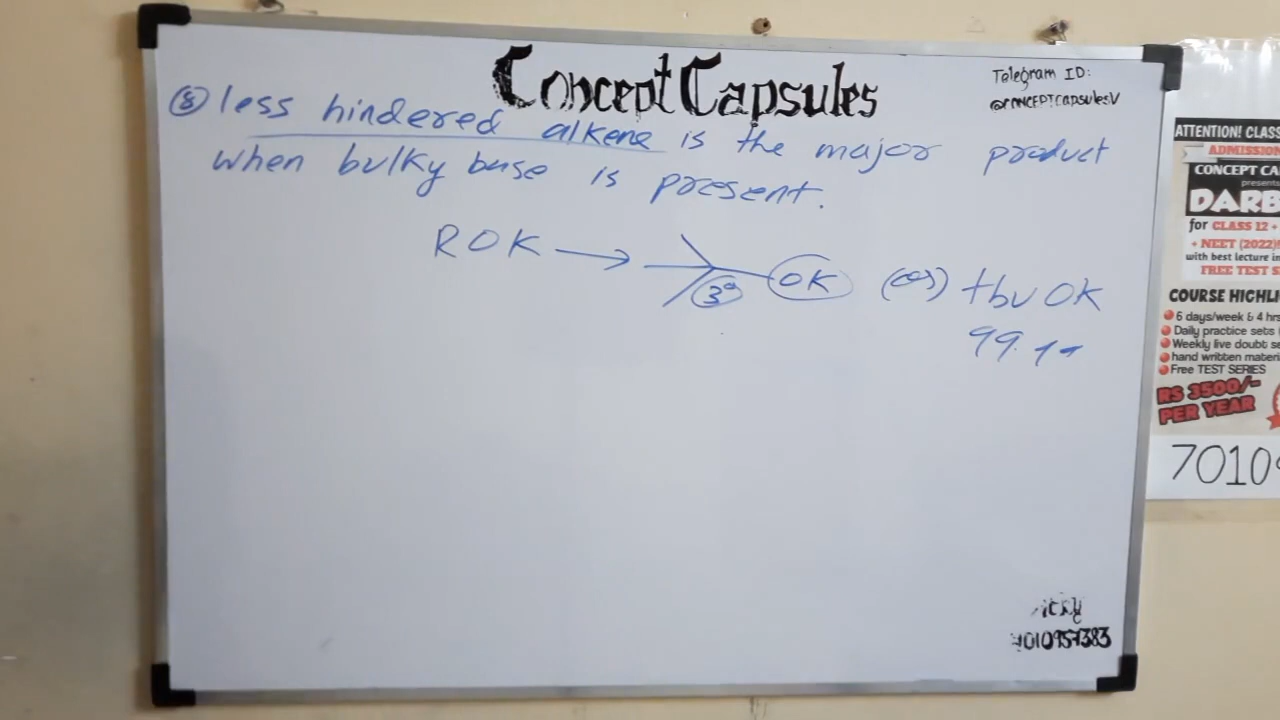 Concept Capsules
Telegram ID:
@CONCEPTCapsulesV
⑧ less hindered alkene is the major product
when bulky base is present.
ROK → 3° OK (or) tbu OK
ATTENTION! CLASS
ADMISSION
CONCEPT CA
presents
DARB
for CLASS 12 +
+ NEET (2022)
with best lecture in
FREE TEST S
COURSE HIGHLI
6 days/week & 4 hrs
Daily practice sets
Weekly live doubt se
hand written materi
Free TEST SERIES
RS 3500/-
PER YEAR
7010
7010957383